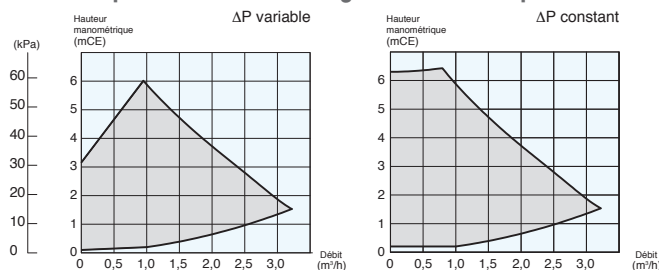 ΔP variable
Hauteur
manométrique
(mCE)
(kPa)
60
50
40
30
20
10
0
6
5
4
3
2
1
0
0 0,5 1,0 1,5 2,0 2,5 3,0
Débit
(m³/h)
ΔP constant
Hauteur
manométrique
(mCE)
6
5
4
3
2
1
0
0 0,5 1,0 1,5 2,0 2,5 3,0
Débit
(m³/h)